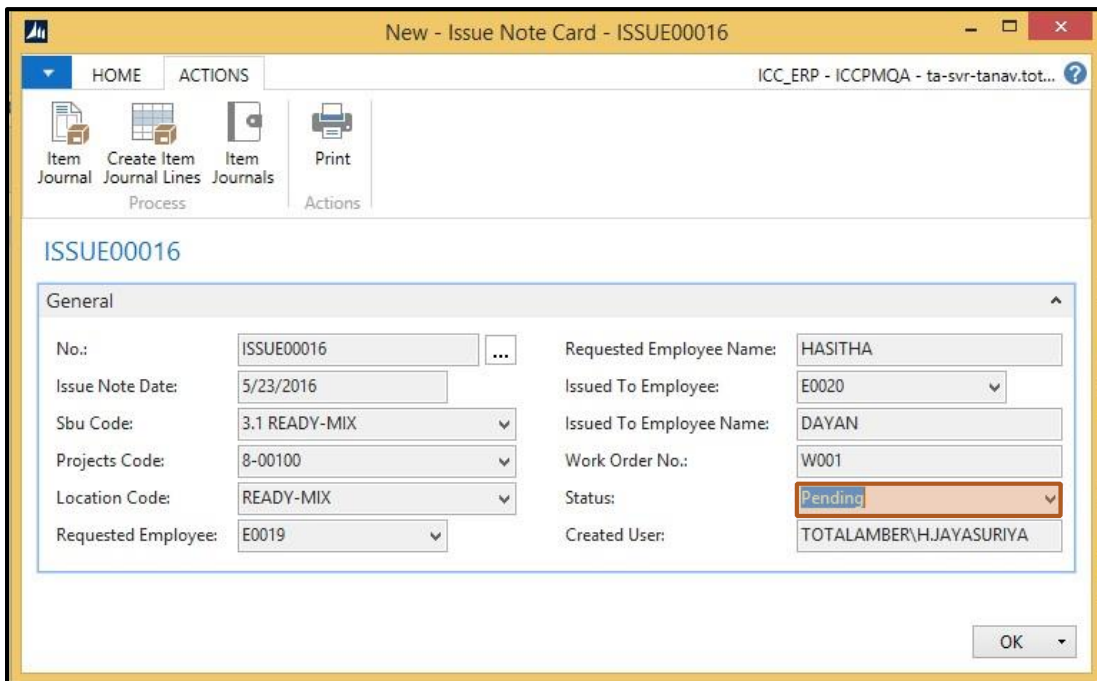 New - Issue Note Card - ISSUE00016
HOME ACTIONS
ICC_ERP - ICCPMQA - ta-svr-tanav.tot...
Item Journal
Create Item Journal Lines
Item Journals
Print
Process
Actions
ISSUE00016
General
No.: ISSUE00016 ...
Issue Note Date: 5/23/2016
Sbu Code: 3.1 READY-MIX
Projects Code: 8-00100
Location Code: READY-MIX
Requested Employee: E0019
Requested Employee Name: HASITHA
Issued To Employee: E0020
Issued To Employee Name: DAYAN
Work Order No.: W001
Status: Pending
Created User: TOTALAMBER\H.JAYASURIYA
OK